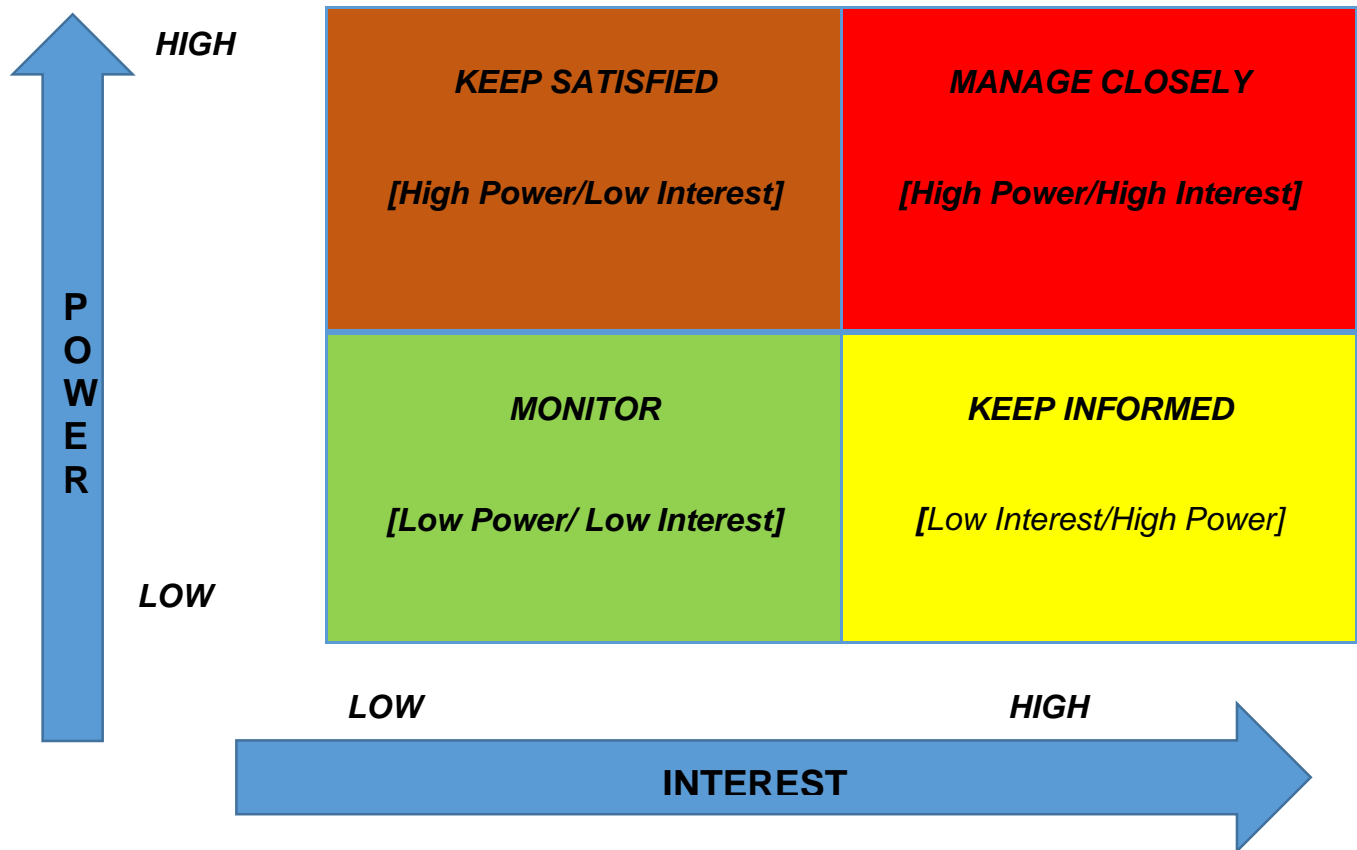 HIGH
KEEP SATISFIED
[High Power/Low Interest]
MANAGE CLOSELY
[High Power/High Interest]
POWER
MONITOR
[Low Power/ Low Interest]
KEEP INFORMED
[Low Interest/High Power]
LOW
LOW
HIGH
INTEREST